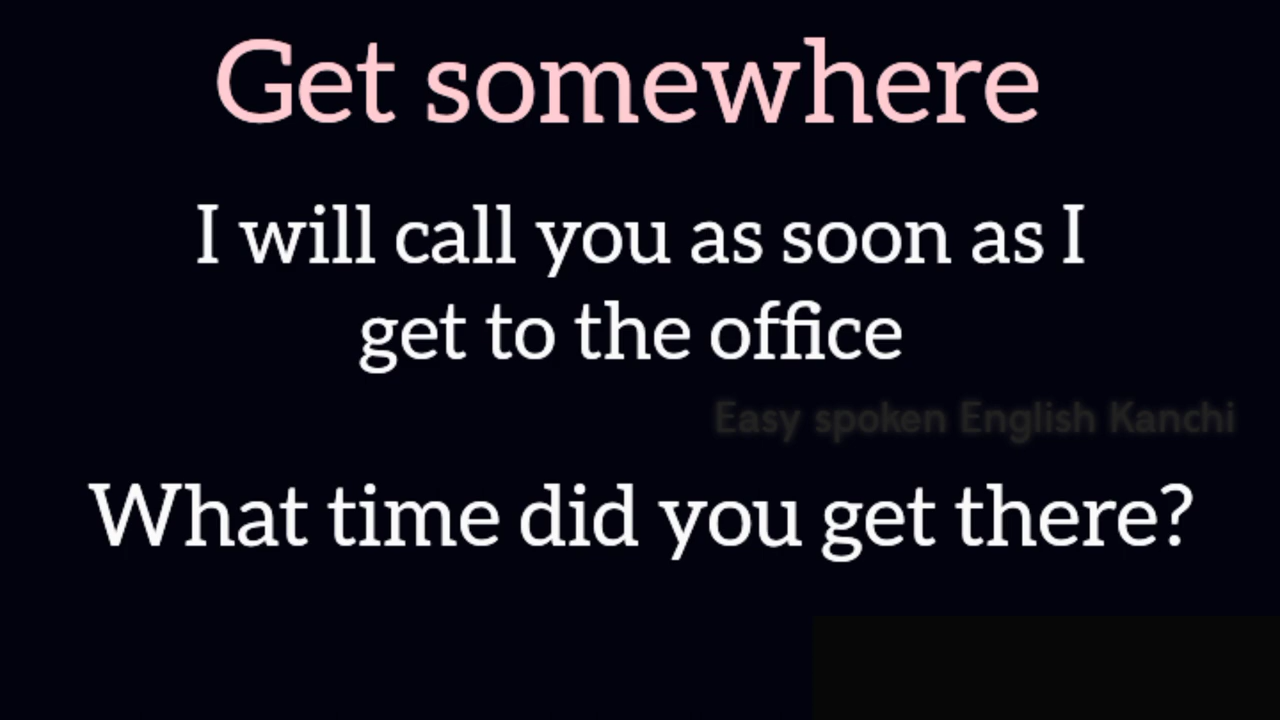 Get somewhere
I will call you as soon as I
get to the office
Easy spoken English Kanchi
What time did you get there?